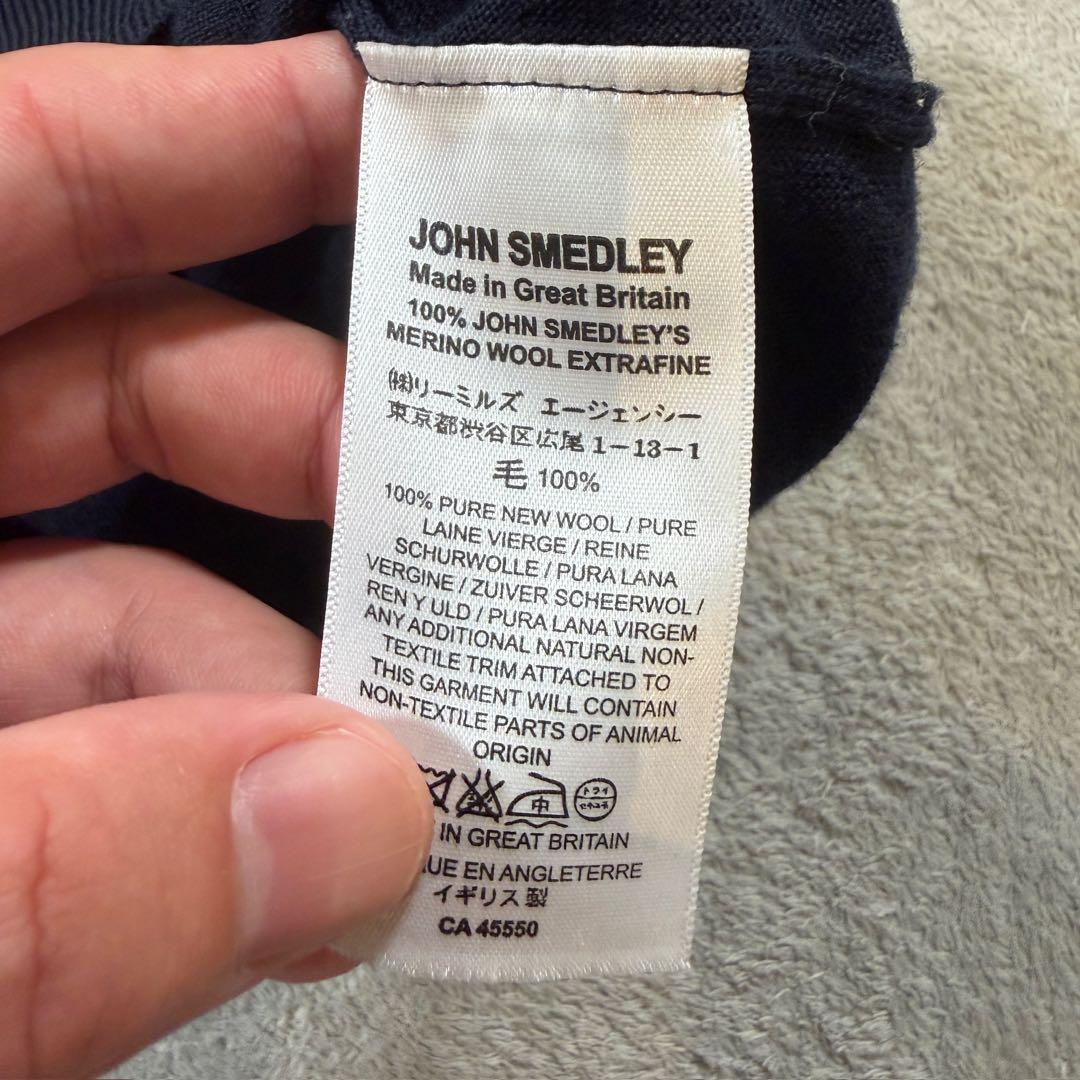 JOHN SMEDLEY
Made in Great Britain
100% JOHN SMEDLEY'S
MERINO WOOL EXTRAFINE
㈱リーミルズ エージェンシー
東京都渋谷区広尾1-13-1
毛 100%
100% PURE NEW WOOL / PURE
LAINE VIERGE / REINE
SCHURWOLLE / PURA LANA
VERGINE / ZUIVER SCHEERWOL /
REN Y ULD / PURA LANA VIRGEM
ANY ADDITIONAL NATURAL NON-
TEXTILE TRIM ATTACHED TO
THIS GARMENT WILL CONTAIN
NON-TEXTILE PARTS OF ANIMAL
ORIGIN
中
ドライ
IN GREAT BRITAIN
EN ANGLETERRE
イギリス製
CA 45550